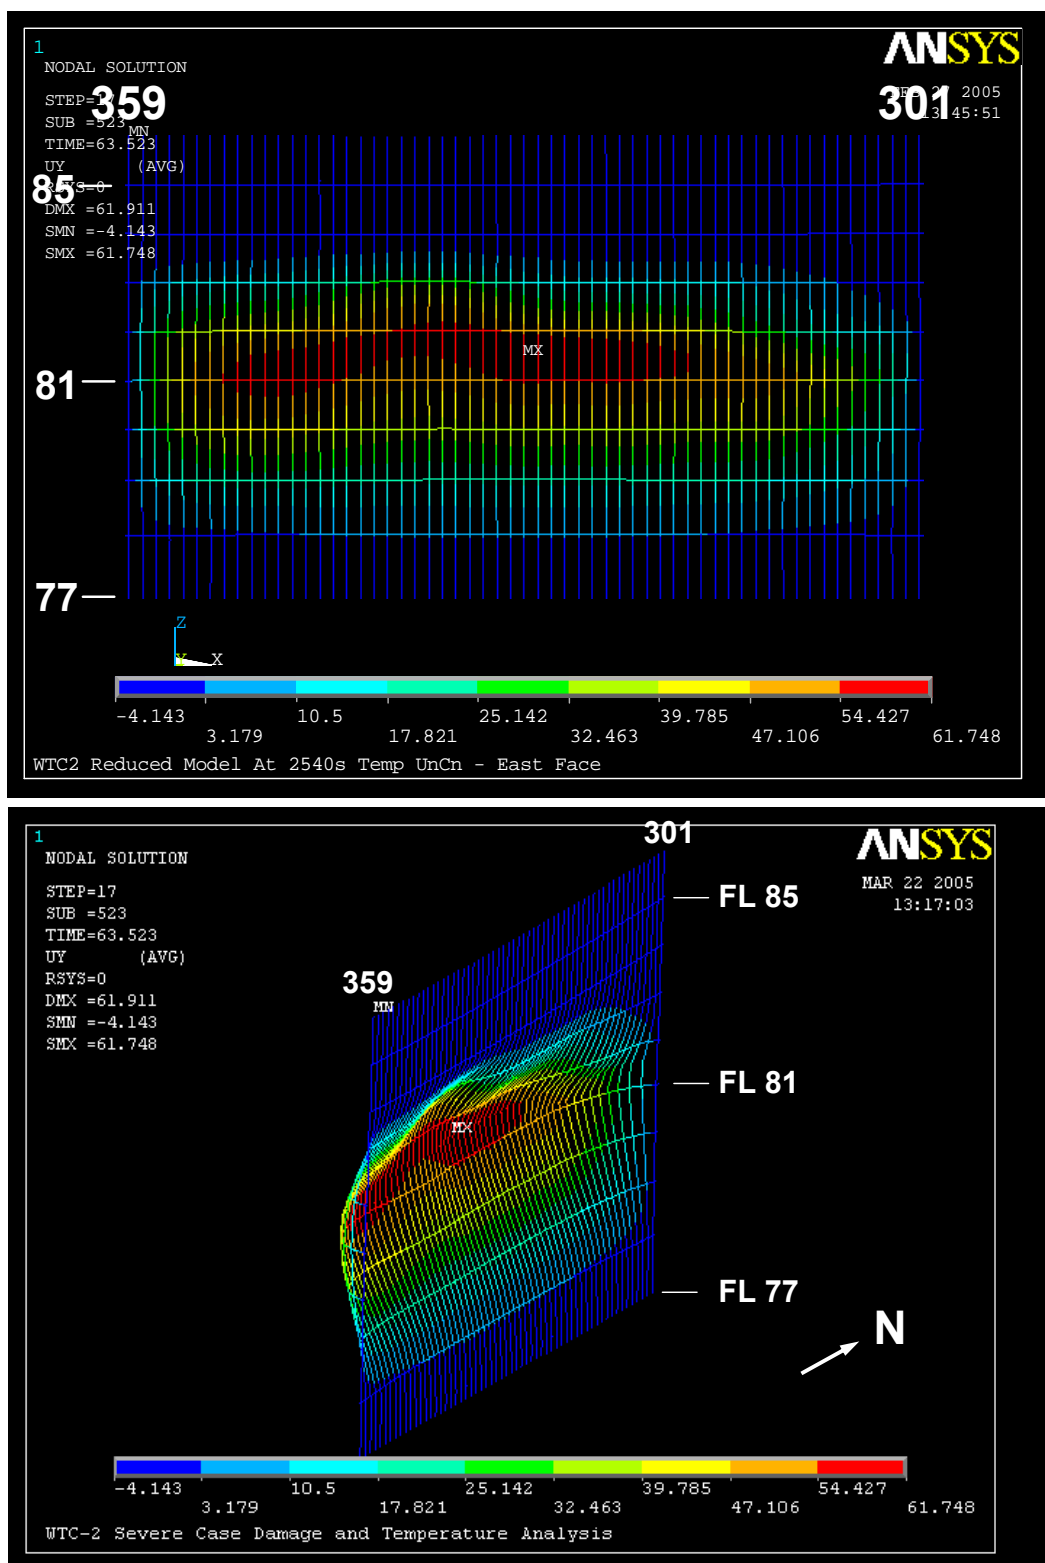 1
ANSYS
NODAL SOLUTION
359
301
STEP=17
FEB 27 2005
SUB =523
13:45:51
MN
TIME=63.523
UY (AVG)
RSYS=0
85
DMX =61.911
SMN =-4.143
SMX =61.748
MX
81
77
Z
Y X
-4.143 10.5 25.142 39.785 54.427
3.179 17.821 32.463 47.106 61.748
WTC2 Reduced Model At 2540s Temp UnCn - East Face
1
301
ANSYS
NODAL SOLUTION
MAR 22 2005
STEP=17
13:17:03
FL 85
SUB =523
TIME=63.523
UY (AVG)
RSYS=0
359
DMX =61.911
MN
SMN =-4.143
SMX =61.748
FL 81
MX
FL 77
N
-4.143 10.5 25.142 39.785 54.427
3.179 17.821 32.463 47.106 61.748
WTC-2 Severe Case Damage and Temperature Analysis